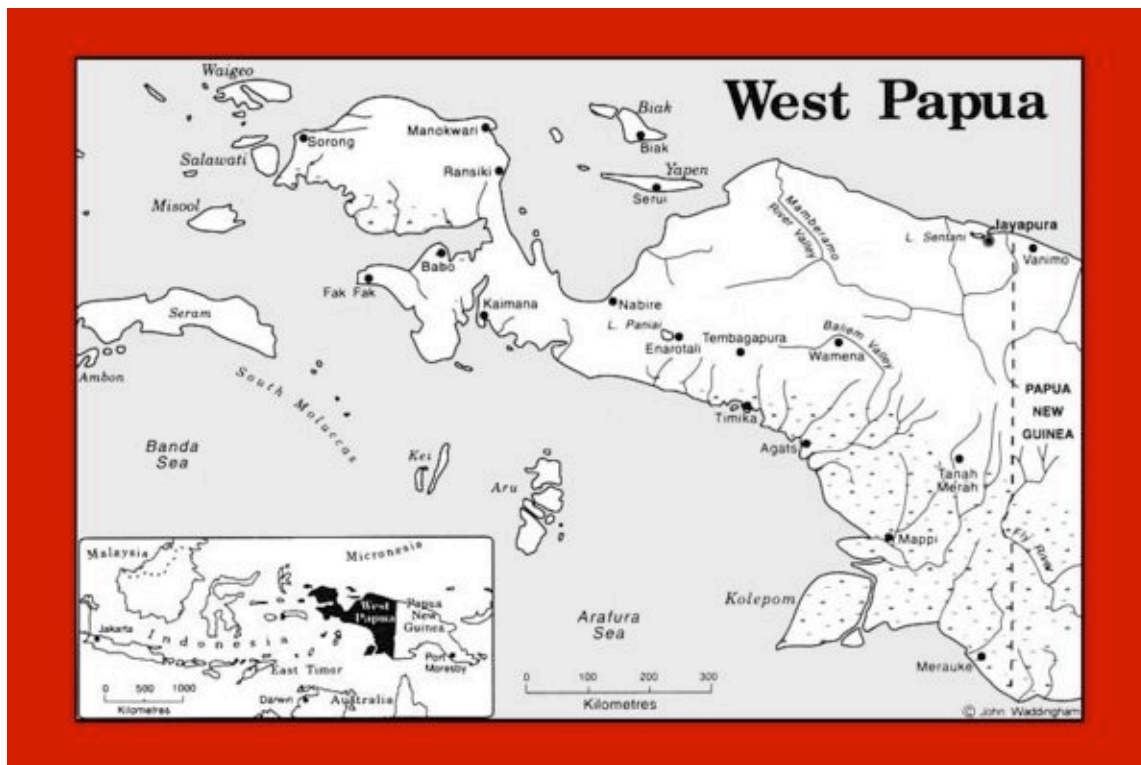 West Papua
Waigeo
Biak
Manokwari
Sorong
Biak
Salawati
Ransiki
Yapen
Serui
Misool
Mamberamo
River Valley
Jayapura
L. Sentani
Vanimo
Babo
Fak Fak
Kaimana
Nabire
Seram
L. Paniai
Enarotali
Tembagapura
Baliem Valley
Wamena
Ambon
South Moluccas
PAPUA
NEW
GUINEA
Timika
Banda
Sea
Kei
Agats
Aru
Tanah
Merah
Mappi
Fly River
Kolepom
Arafura
Sea
Merauke
0 100 200 300
Kilometres
Malaysia
Micronesia
West
Papua
Papua
New
Guinea
Jakarta
Indonesia
Port
Moresby
East Timor
Darwin
Australia
0 500 1000
Kilometres
© John Waddingham